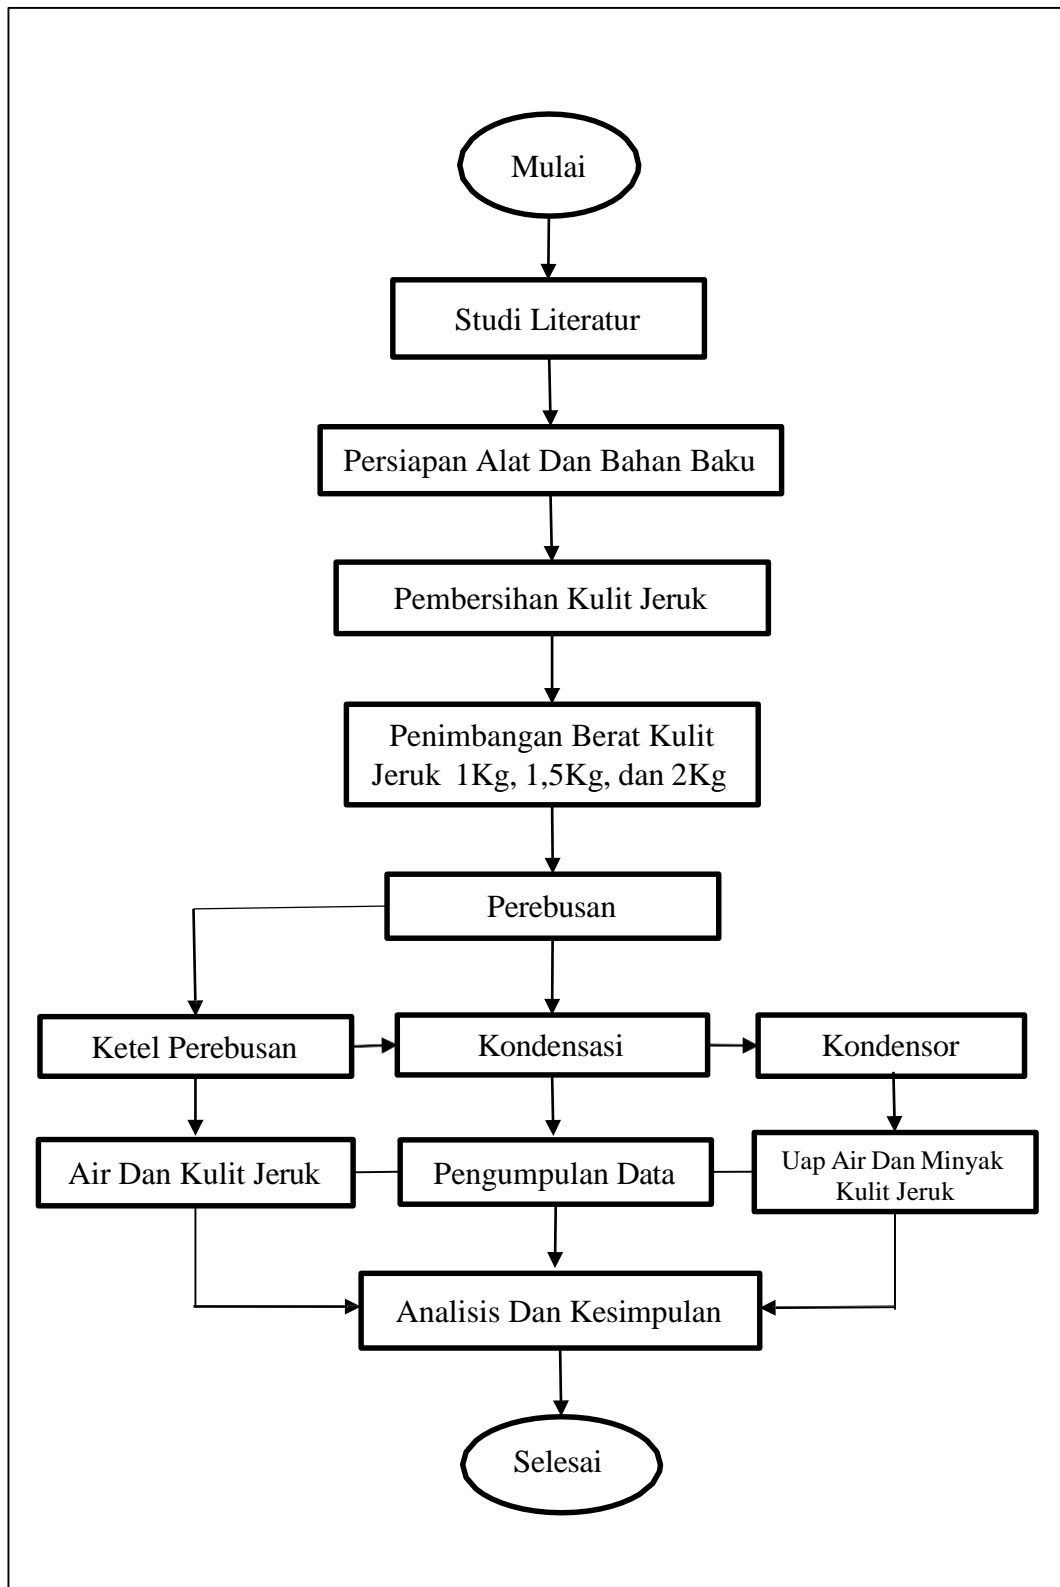 Mulai
Studi Literatur
Persiapan Alat Dan Bahan Baku
Pembersihan Kulit Jeruk
Penimbangan Berat Kulit
Jeruk 1Kg, 1,5Kg, dan 2Kg
Perebusan
Ketel Perebusan
Kondensasi
Kondensor
Air Dan Kulit Jeruk
Pengumpulan Data
Uap Air Dan Minyak
Kulit Jeruk
Analisis Dan Kesimpulan
Selesai